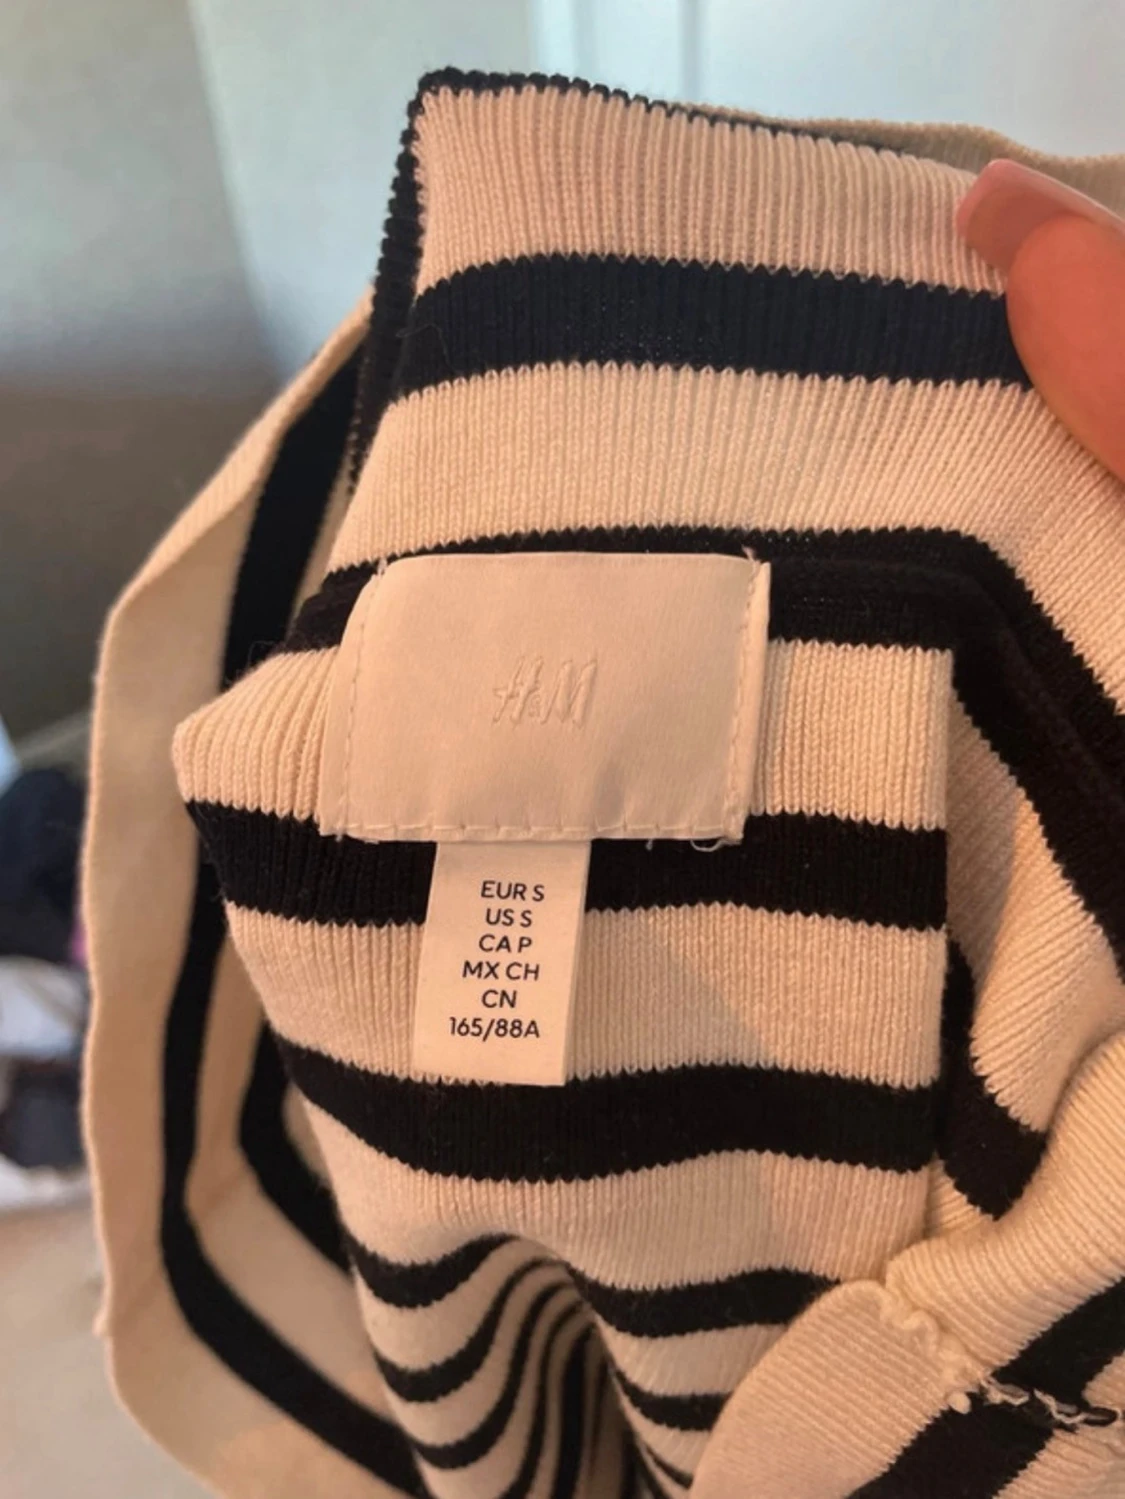 H&M
EUR S
US S
CA P
MX CH
CN
165/88A